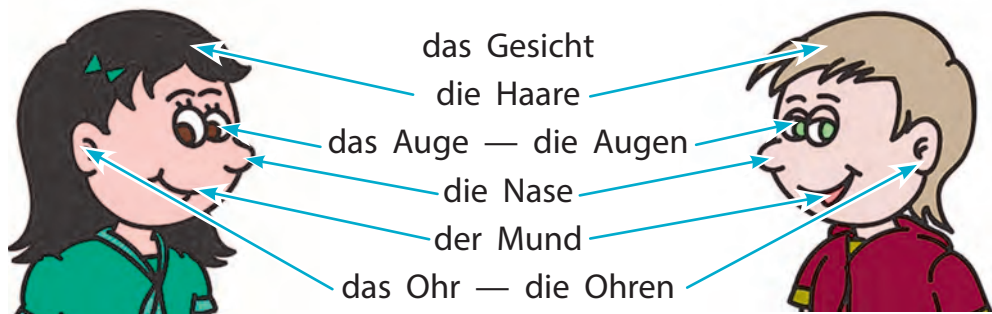 das Gesicht
die Haare
das Auge — die Augen
die Nase
der Mund
das Ohr — die Ohren